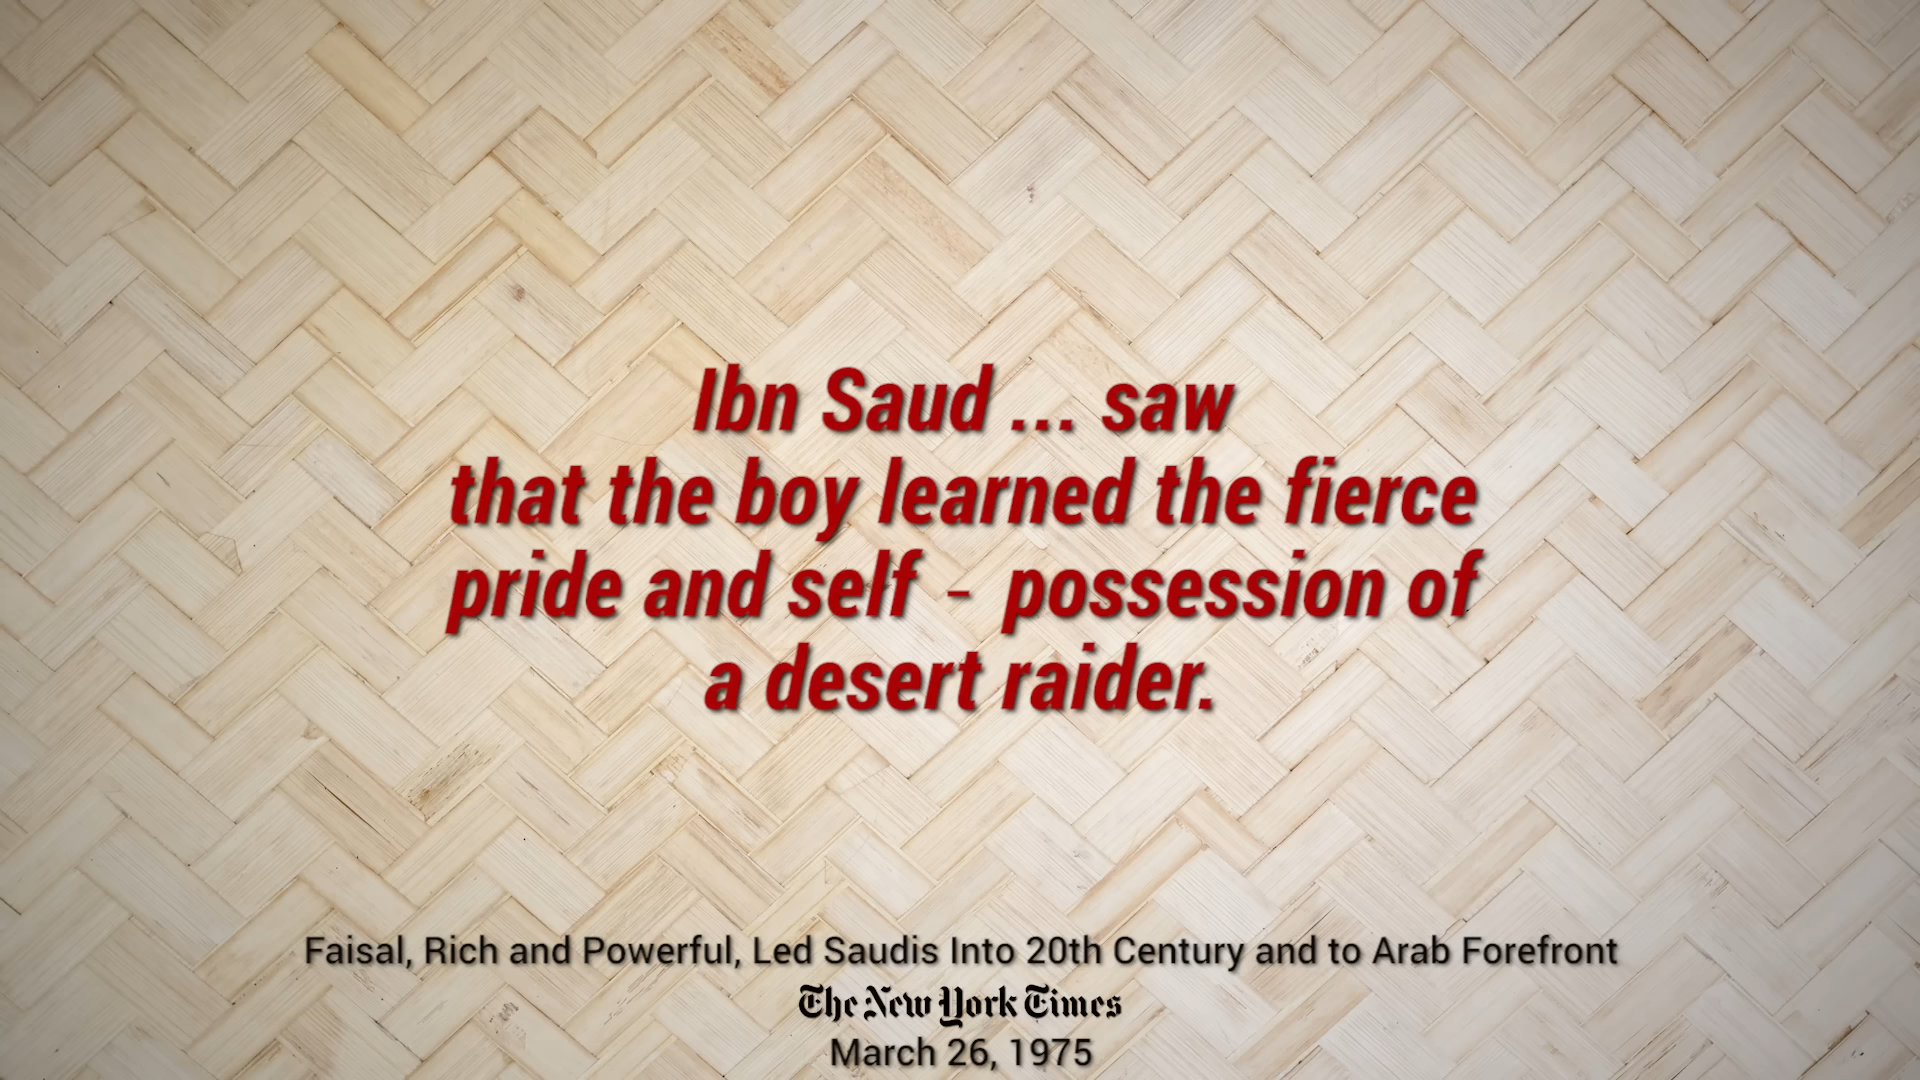 Ibn Saud ... saw
that the boy learned the fierce
pride and self - possession of
a desert raider.
Faisal, Rich and Powerful, Led Saudis Into 20th Century and to Arab Forefront
The New York Times
March 26, 1975